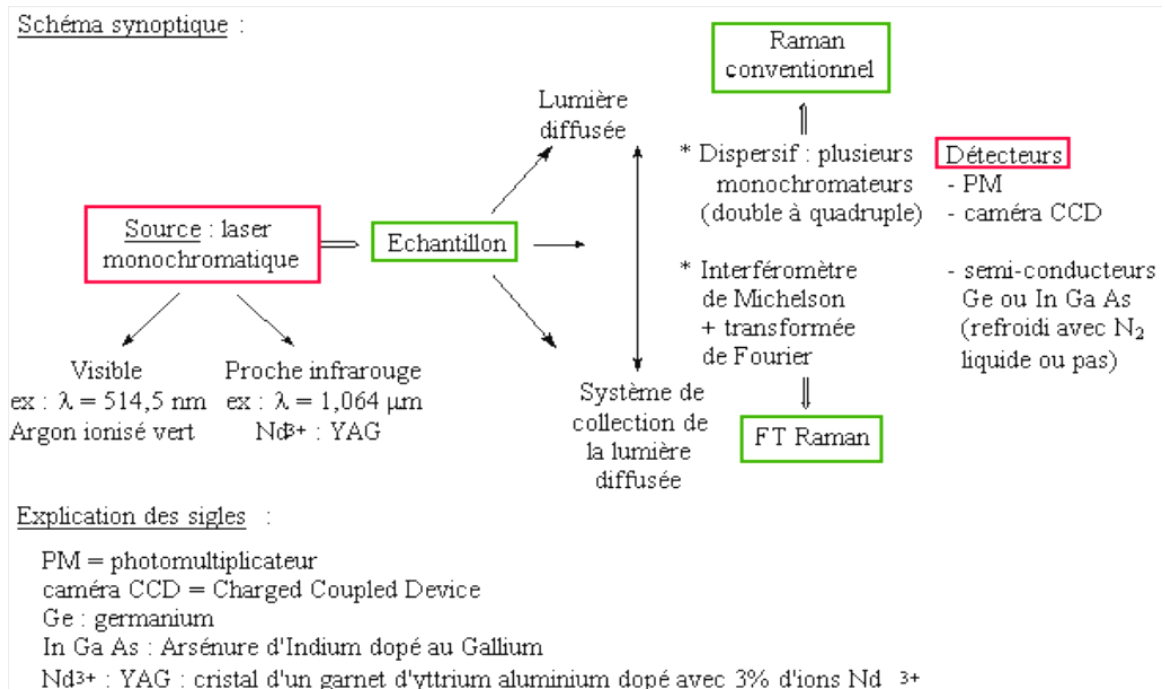 Schéma synoptique :
Raman
conventionnel
Lumière
diffusée
* Dispersif : plusieurs
monochromateurs
(double à quadruple)
Détecteurs
- PM
- caméra CCD
Source : laser
monochromatique
Echantillon
* Interféromètre
de Michelson
+ transformée
de Fourier
- semi-conducteurs
Ge ou In Ga As
(refroidi avec N₂
liquide ou pas)
Visible
ex : λ = 514,5 nm
Argon ionisé vert
Proche infrarouge
ex : λ = 1,064 µm
Nd³⁺ : YAG
Système de
collection de
la lumière
diffusée
FT Raman
Explication des sigles :
PM = photomultiplicateur
caméra CCD = Charged Coupled Device
Ge : germanium
In Ga As : Arsénure d'Indium dopé au Gallium
Nd³⁺ : YAG : cristal d'un garnet d'yttrium aluminium dopé avec 3% d'ions Nd ³⁺